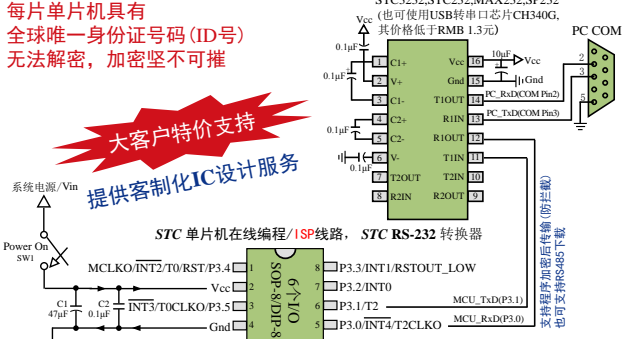 每片单片机具有
全球唯一身份证号码(ID号)
无法解密，加密坚不可摧
大客户特价支持
提供客制化IC设计服务
STC3232,STC232,MAX232,SP232
(也可使用USB转串口芯片CH340G,
其价格低于RMB 1.3元)
PC COM
Vcc
0.1μF
0.1μF
0.1μF
0.1μF
1 C1+ Vcc 16
2 V+ Gnd 15
3 C1- T1OUT 14
4 C2+ R1IN 13
5 C2- R1OUT 12
6 V- T1IN 11
7 T2OUT T2IN 10
8 R2IN R2OUT 9
10μF
Vcc
Gnd
PC_RxD(COM Pin2)
PC_TxD(COM Pin3)
2
3
5
系统电源/Vin
Power On
SW1
C1
47μF
C2
0.1μF
STC 单片机在线编程/ISP线路， STC RS-232 转换器
MCLKO/INT2/T0/RST/P3.4 1
Vcc 2
INT3/T0CLKO/P3.5 3
Gnd 4
6个I/O
SOP-8/DIP-8
8 P3.3/INT1/RSTOUT_LOW
7 P3.2/INT0
6 P3.1/T2
5 P3.0/INT4/T2CLKO
MCU_TxD(P3.1)
MCU_RxD(P3.0)
支持程序加密后传输(防拦截)
也可支持RS485下载